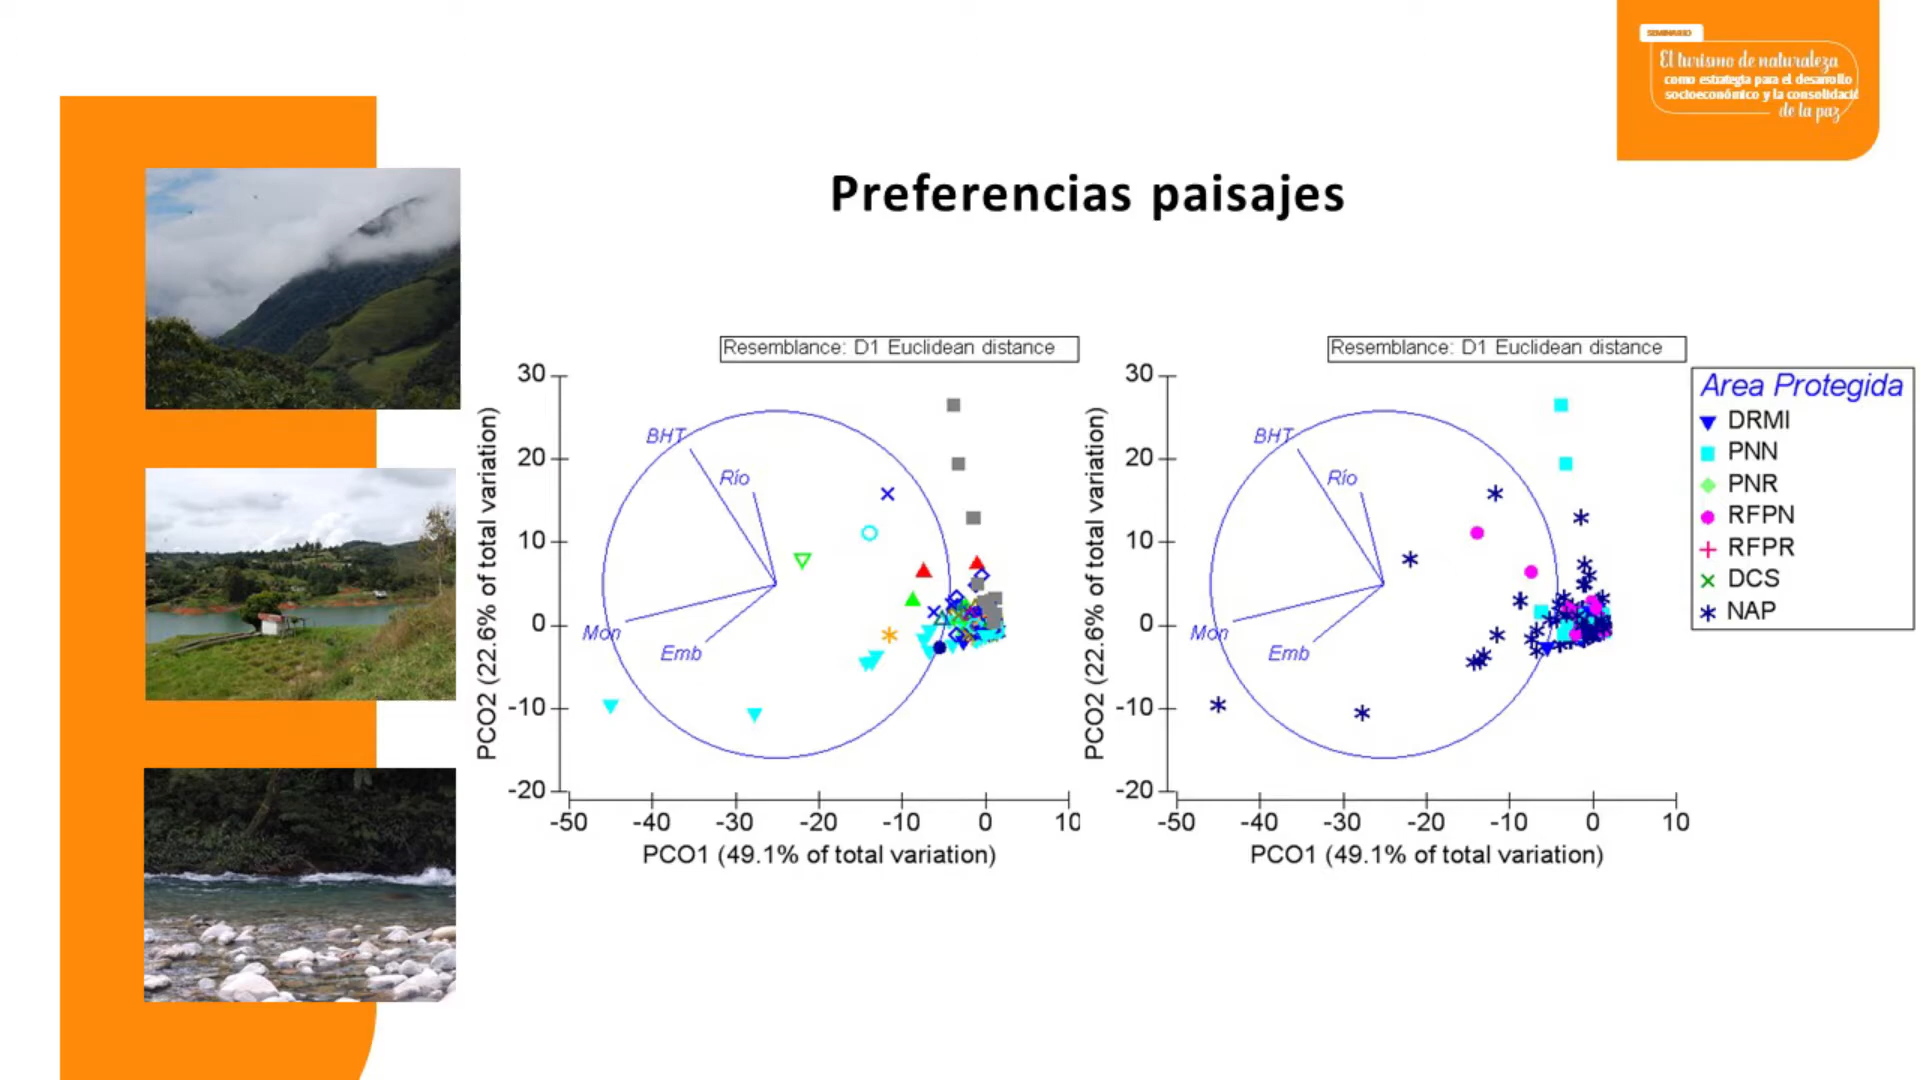 SEMINARIO
El turismo de naturaleza
como estrategia para el desarrollo
socioeconómico y la consolidació
de la paz
Preferencias paisajes
Resemblance: D1 Euclidean distance
30
20
10
0
-10
-20
PCO2 (22.6% of total variation)
BHT
Río
Mon
Emb
-50
-40
-30
-20
-10
0
10
PCO1 (49.1% of total variation)
Resemblance: D1 Euclidean distance
30
20
10
0
-10
-20
PCO2 (22.6% of total variation)
BHT
Río
Mon
Emb
-50
-40
-30
-20
-10
0
10
PCO1 (49.1% of total variation)
Area Protegida
DRMI
PNN
PNR
RFPN
RFPR
DCS
NAP